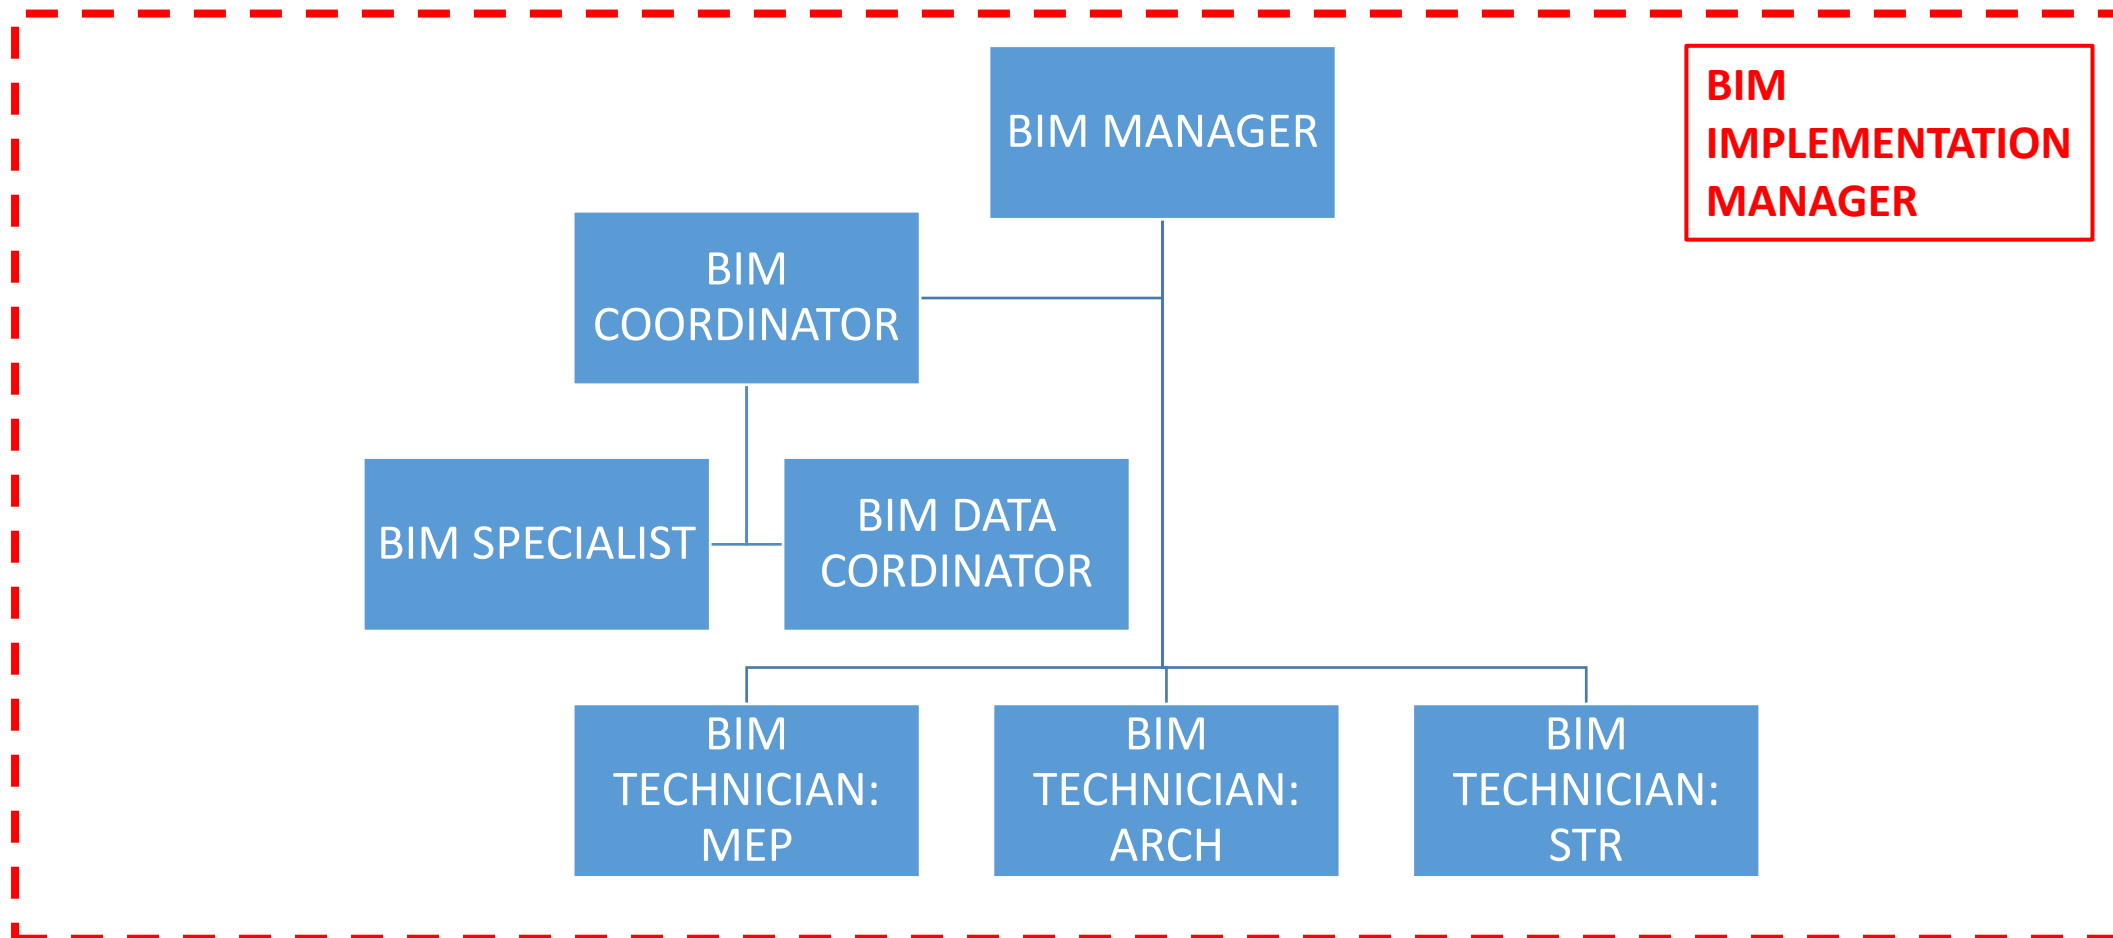 BIM MANAGER
BIM
IMPLEMENTATION
MANAGER
BIM
COORDINATOR
BIM SPECIALIST
BIM DATA
CORDINATOR
BIM
TECHNICIAN:
MEP
BIM
TECHNICIAN:
ARCH
BIM
TECHNICIAN:
STR